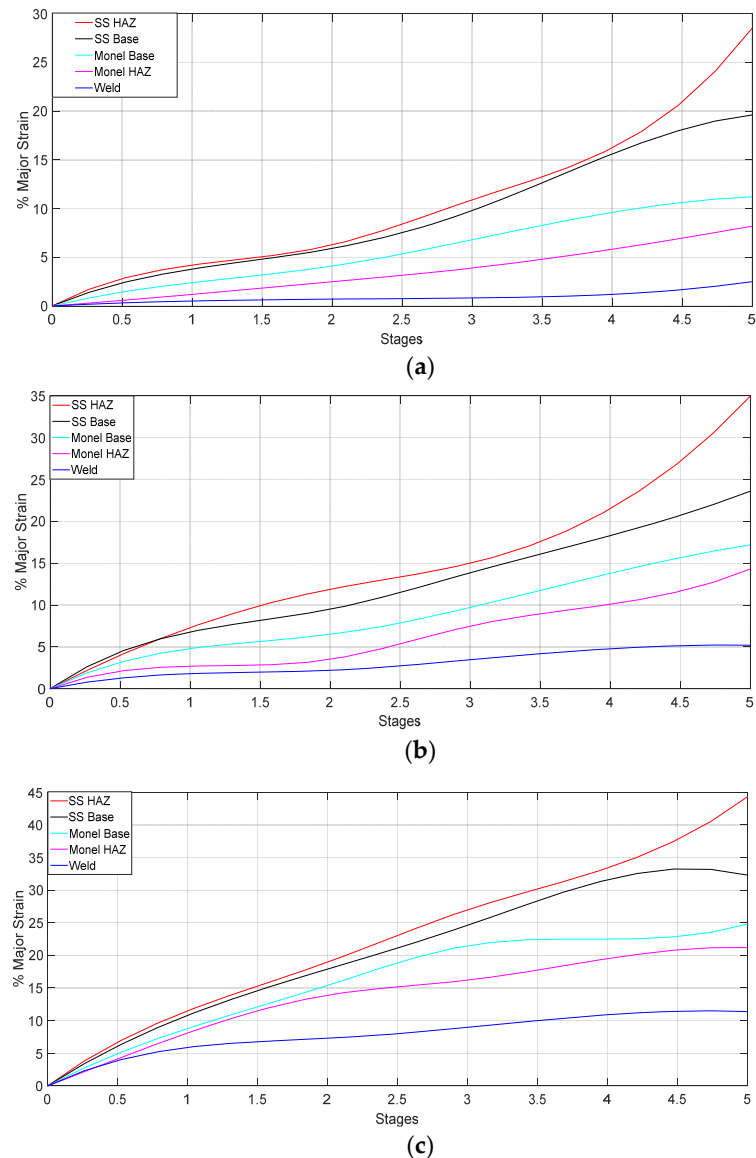 30
25
20
15
10
5
0
% Major Strain
SS HAZ
SS Base
Monel Base
Monel HAZ
Weld
0 0.5 1 1.5 2 2.5 3 3.5 4 4.5 5
Stages
(a)
35
30
25
20
15
10
5
0
% Major Strain
SS HAZ
SS Base
Monel Base
Monel HAZ
Weld
0 0.5 1 1.5 2 2.5 3 3.5 4 4.5 5
Stages
(b)
45
40
35
30
25
20
15
10
5
0
% Major Strain
SS HAZ
SS Base
Monel Base
Monel HAZ
Weld
0 0.5 1 1.5 2 2.5 3 3.5 4 4.5 5
Stages
(c)